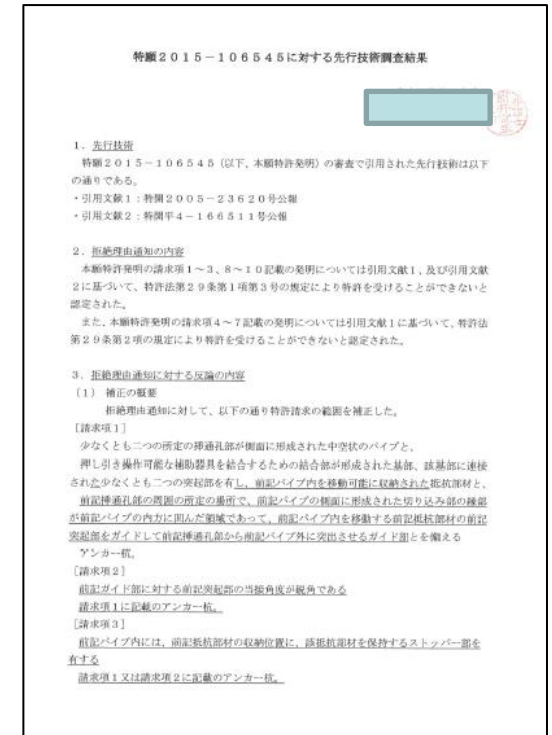 特願２０１５－１０６５４５に対する先行技術調査結果
１．先行技術
特願２０１５－１０６５４５（以下、本願特許発明）の審査で引用された先行技術は以下
の通りである。
・引用文献１：特開２００５－２３６２０号公報
・引用文献２：特開平４－１６６５１１号公報
２．拒絶理由通知の内容
本願特許発明の請求項１～３、８～１０記載の発明については引用文献１、及び引用文献
２に基づいて、特許法第２９条第１項第３号の規定により特許を受けることができないと
認定された。
また、本願特許発明の請求項４～７記載の発明については引用文献１に基づいて、特許法
第２９条第２項の規定により特許を受けることができないと認定された。
３．拒絶理由通知に対する反論の内容
（１） 補正の概要
拒絶理由通知に対して、以下の通り特許請求の範囲を補正した。
［請求項１］
少なくとも二つの所定の挿通孔部が側面に形成された中空状のパイプと、
押し引き操作可能な補助器具を結合するための結合部が形成された基部、該基部に連接
された少なくとも二つの突起部を有し、前記パイプ内を移動可能に収納された抵抗部材と、
前記挿通孔部の周囲の所定の場所で、前記パイプの側面に形成された切り込み部の縁部
が前記パイプの内方に凹んだ領域であって、前記パイプ内を移動する前記抵抗部材の前記
突起部をガイドして前記挿通孔部から前記パイプ外に突出させるガイド部とを備える
アンカー杭。
［請求項２］
前記ガイド部に対する前記突起部の当接角度が鋭角である
請求項１に記載のアンカー杭。
［請求項３］
前記パイプ内には、前記抵抗部材の収納位置に、該抵抗部材を保持するストッパー部を
有する
請求項１又は請求項２に記載のアンカー杭。